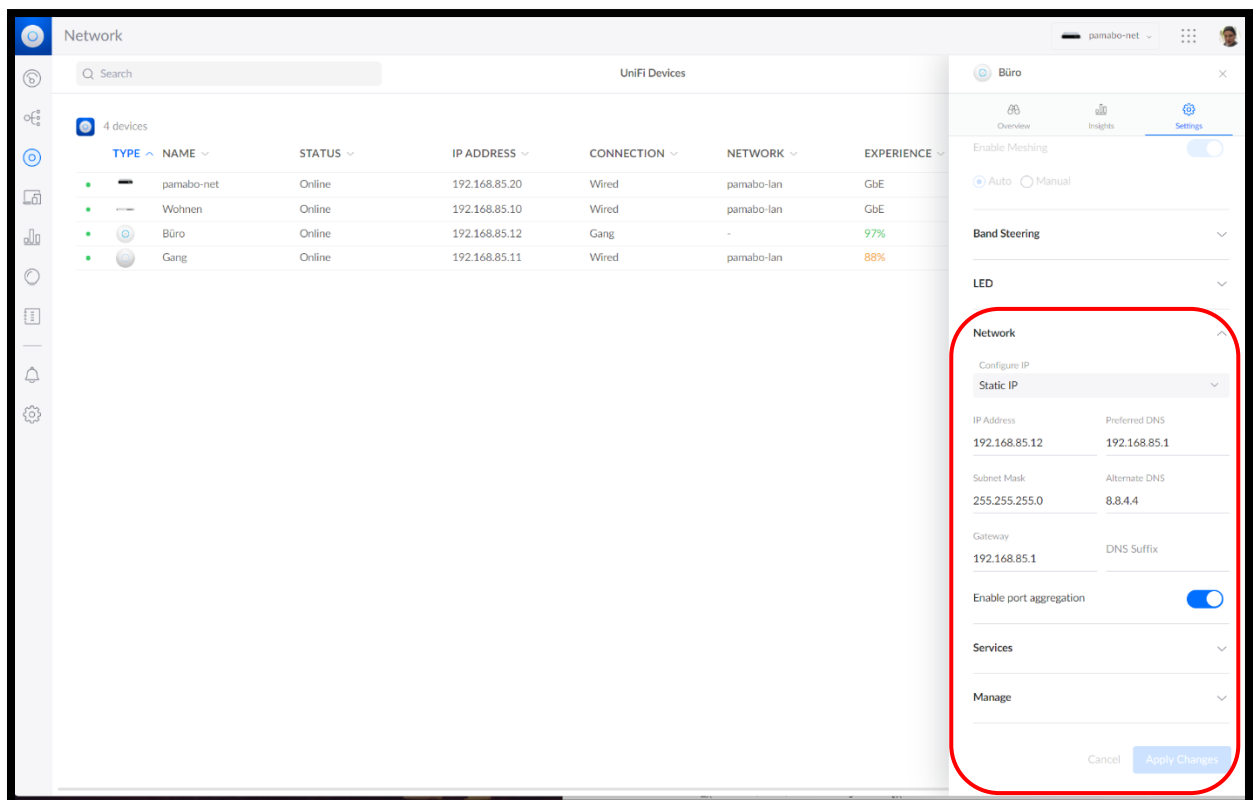 Network
pamabo-net
Search
UniFi Devices
4 devices
TYPE NAME STATUS IP ADDRESS CONNECTION NETWORK EXPERIENCE
pamabo-net Online 192.168.85.20 Wired pamabo-lan GbE
Wohnen Online 192.168.85.10 Wired pamabo-lan GbE
Büro Online 192.168.85.12 Gang - 97%
Gang Online 192.168.85.11 Wired pamabo-lan 88%
Büro
Overview Insights Settings
Enable Meshing
Auto Manual
Band Steering
LED
Network
Configure IP
Static IP
IP Address Preferred DNS
192.168.85.12 192.168.85.1
Subnet Mask Alternate DNS
255.255.255.0 8.8.4.4
Gateway
192.168.85.1
DNS Suffix
Enable port aggregation
Services
Manage
Cancel Apply Changes